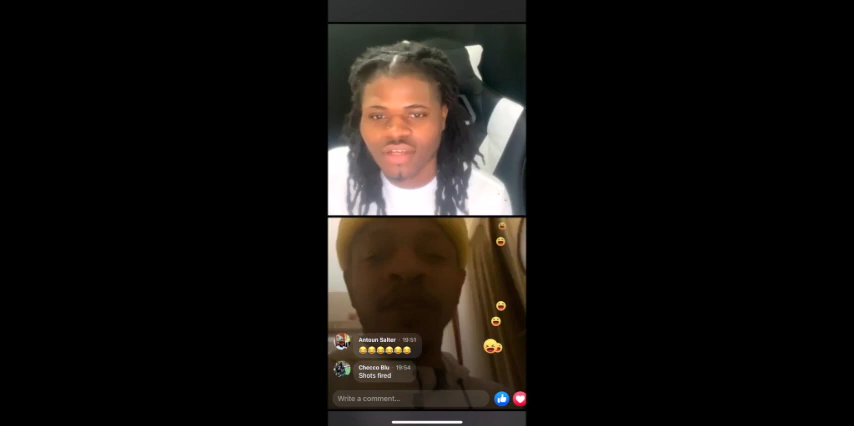 Antoun Salter · 19:51
😂😂😂😂😂😂
Checco Blu · 19:54
Shots fired
Write a comment...